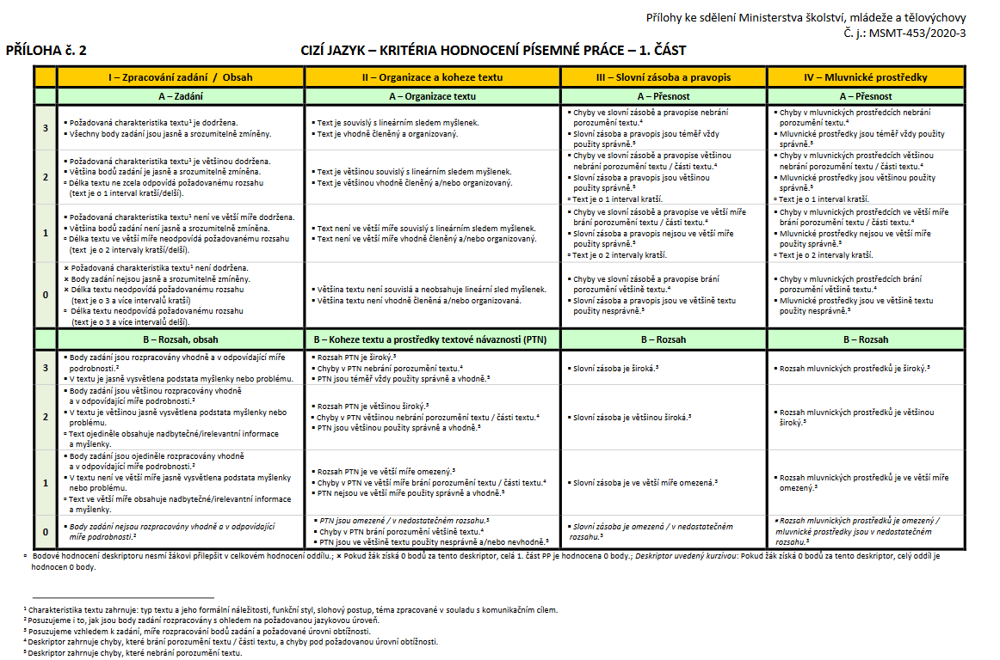 Přílohy ke sdělení Ministerstva školství, mládeže a tělovýchovy
Č. j.: MSMT-453/2020-3
PŘÍLOHA č. 2
CIZÍ JAZYK – KRITÉRIA HODNOCENÍ PÍSEMNÉ PRÁCE – 1. ČÁST
I – Zpracování zadání / Obsah
II – Organizace a koheze textu
III – Slovní zásoba a pravopis
IV – Mluvnické prostředky
A – Zadání
A – Organizace textu
A – Přesnost
A – Přesnost
3
▪ Požadovaná charakteristika textu¹ je dodržena.
▪ Všechny body zadání jsou jasně a srozumitelně zmíněny.
▪ Text je souvislý s lineárním sledem myšlenek.
▪ Text je vhodně členěný a organizovaný.
▪ Chyby ve slovní zásobě a pravopise nebrání
porozumění textu.⁴
▪ Slovní zásoba a pravopis jsou téměř vždy
použity správně.⁵
▪ Chyby v mluvnických prostředcích nebrání
porozumění textu.⁴
▪ Mluvnické prostředky jsou téměř vždy použity
správně.⁵
2
▪ Požadovaná charakteristika textu¹ je většinou dodržena.
▪ Většina bodů zadání je jasně a srozumitelně zmíněna.
▫ Délka textu ne zcela odpovídá požadovanému rozsahu
(text je o 1 interval kratší/delší).
▪ Text je většinou souvislý s lineárním sledem myšlenek.
▪ Text je většinou vhodně členěný a/nebo organizovaný.
▪ Chyby ve slovní zásobě a pravopise většinou
nebrání porozumění textu / části textu.⁴
▪ Slovní zásoba a pravopis jsou většinou
použity správně.⁵
▫ Text je o 1 interval kratší.
▪ Chyby v mluvnických prostředcích většinou
nebrání porozumění textu / části textu.⁴
▪ Mluvnické prostředky jsou většinou použity
správně.⁵
▫ Text je o 1 interval kratší.
1
▪ Požadovaná charakteristika textu¹ není ve větší míře dodržena.
▪ Většina bodů zadání není jasně a srozumitelně zmíněna.
▫ Délka textu ve větší míře neodpovídá požadovanému rozsahu
(text je o 2 intervaly kratší/delší).
▪ Text není ve větší míře souvislý s lineárním sledem myšlenek.
▪ Text není ve větší míře vhodně členěný a/nebo organizovaný.
▪ Chyby ve slovní zásobě a pravopise ve větší míře
brání porozumění textu / části textu.⁴
▪ Slovní zásoba a pravopis nejsou ve větší míře
použity správně.⁵
▫ Text je o 2 intervaly kratší.
▪ Chyby v mluvnických prostředcích ve větší míře
brání porozumění textu / části textu.⁴
▪ Mluvnické prostředky nejsou ve větší míře
použity správně.⁵
▫ Text je o 2 intervaly kratší.
0
× Požadovaná charakteristika textu¹ není dodržena.
× Body zadání nejsou jasně a srozumitelně zmíněny.
× Délka textu neodpovídá požadovanému rozsahu
(text je o 3 a více intervalů kratší)
▫ Délka textu neodpovídá požadovanému rozsahu
(text je o 3 a více intervalů delší).
▪ Většina textu není souvislá a neobsahuje lineární sled myšlenek.
▪ Většina textu není vhodně členěná a/nebo organizovaná.
▪ Chyby ve slovní zásobě a pravopise brání
porozumění většině textu.⁴
▪ Slovní zásoba a pravopis jsou ve většině textu
použity nesprávně.⁵
▪ Chyby v mluvnických prostředcích brání
porozumění většině textu.⁴
▪ Mluvnické prostředky jsou ve většině textu
použity nesprávně.⁵
B – Rozsah, obsah
B – Koheze textu a prostředky textové návaznosti (PTN)
B – Rozsah
B – Rozsah
3
▪ Body zadání jsou rozpracovány vhodně a v odpovídající míře
podrobnosti.²
▪ V textu je jasně vysvětlena podstata myšlenky nebo problému.
▪ Rozsah PTN je široký.³
▪ Chyby v PTN nebrání porozumění textu.⁴
▪ PTN jsou téměř vždy použity správně a vhodně.⁵
▪ Slovní zásoba je široká.³
▪ Rozsah mluvnických prostředků je široký.³
2
▪ Body zadání jsou většinou rozpracovány vhodně
a v odpovídající míře podrobnosti.²
▪ V textu je většinou jasně vysvětlena podstata myšlenky nebo
problému.
▫ Text ojediněle obsahuje nadbytečné/irelevantní informace
a myšlenky.
▪ Rozsah PTN je většinou široký.³
▪ Chyby v PTN většinou nebrání porozumění textu / části textu.⁴
▪ PTN jsou většinou použity správně a vhodně.⁵
▪ Slovní zásoba je většinou široká.³
▪ Rozsah mluvnických prostředků je většinou
široký.³
1
▪ Body zadání jsou ojediněle rozpracovány vhodně
a v odpovídající míře podrobnosti.²
▪ V textu není ve větší míře jasně vysvětlena podstata myšlenky
nebo problému.
▫ Text ve větší míře obsahuje nadbytečné/irelevantní informace
a myšlenky.
▪ Rozsah PTN je ve větší míře omezený.³
▪ Chyby v PTN ve větší míře brání porozumění textu / části textu.⁴
▪ PTN nejsou ve větší míře použity správně a vhodně.⁵
▪ Slovní zásoba je ve větší míře omezená.³
▪ Rozsah mluvnických prostředků je ve větší míře
omezený.³
0
▪ Body zadání nejsou rozpracovány vhodně a v odpovídající
míře podrobnosti.²
▪ PTN jsou omezené / v nedostatečném rozsahu.³
▪ Chyby v PTN brání porozumění většině textu.⁴
▪ PTN jsou ve většině textu použity nesprávně a/nebo nevhodně.⁵
▪ Slovní zásoba je omezená / v nedostatečném
rozsahu.³
▪ Rozsah mluvnických prostředků je omezený /
mluvnické prostředky jsou v nedostatečném
rozsahu.³
▫ Bodové hodnocení deskriptoru nesmí žákovi přilepšit v celkovém hodnocení oddílu.; × Pokud žák získá 0 bodů za tento deskriptor, celá 1. část PP je hodnocena 0 body.; Deskriptor uvedený kurzívou: Pokud žák získá 0 bodů za tento deskriptor, celý oddíl je
hodnocen 0 body.
¹ Charakteristika textu zahrnuje: typ textu a jeho formální náležitosti, funkční styl, slohový postup, téma zpracované v souladu s komunikačním cílem.
² Posuzujeme i to, jak jsou body zadání rozpracovány s ohledem na požadovanou jazykovou úroveň.
³ Posuzujeme vzhledem k zadání, míře rozpracování bodů zadání a požadované úrovni obtížnosti.
⁴ Deskriptor zahrnuje chyby, které brání porozumění textu / části textu, a chyby pod požadovanou úrovní obtížnosti.
⁵ Deskriptor zahrnuje chyby, které nebrání porozumění textu.